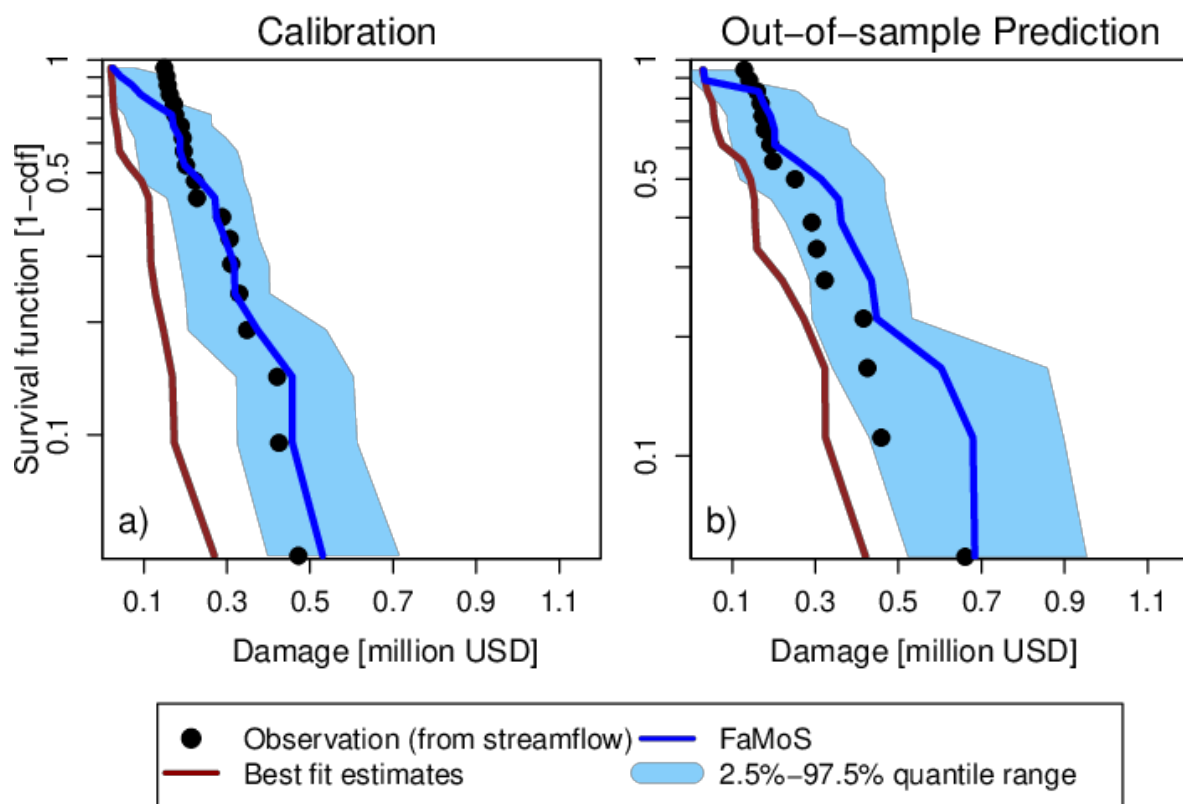 Calibration
Out−of−sample Prediction
Survival function [1−cdf]
1
0.5
0.1
a)
0.1 0.3 0.5 0.7 0.9 1.1
Damage [million USD]
1
0.5
0.1
b)
0.1 0.3 0.5 0.7 0.9 1.1
Damage [million USD]
Observation (from streamflow)
FaMoS
Best fit estimates
2.5%−97.5% quantile range